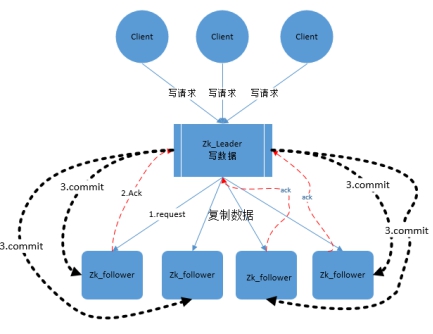 Client
Client
Client
写请求
写请求
写请求
Zk_Leader
写数据
2.Ack
ack
ack
3.commit
3.commit
1.request
复制数据
3.commit
3.commit
Zk_follower
Zk_follower
Zk_follower
Zk_follower